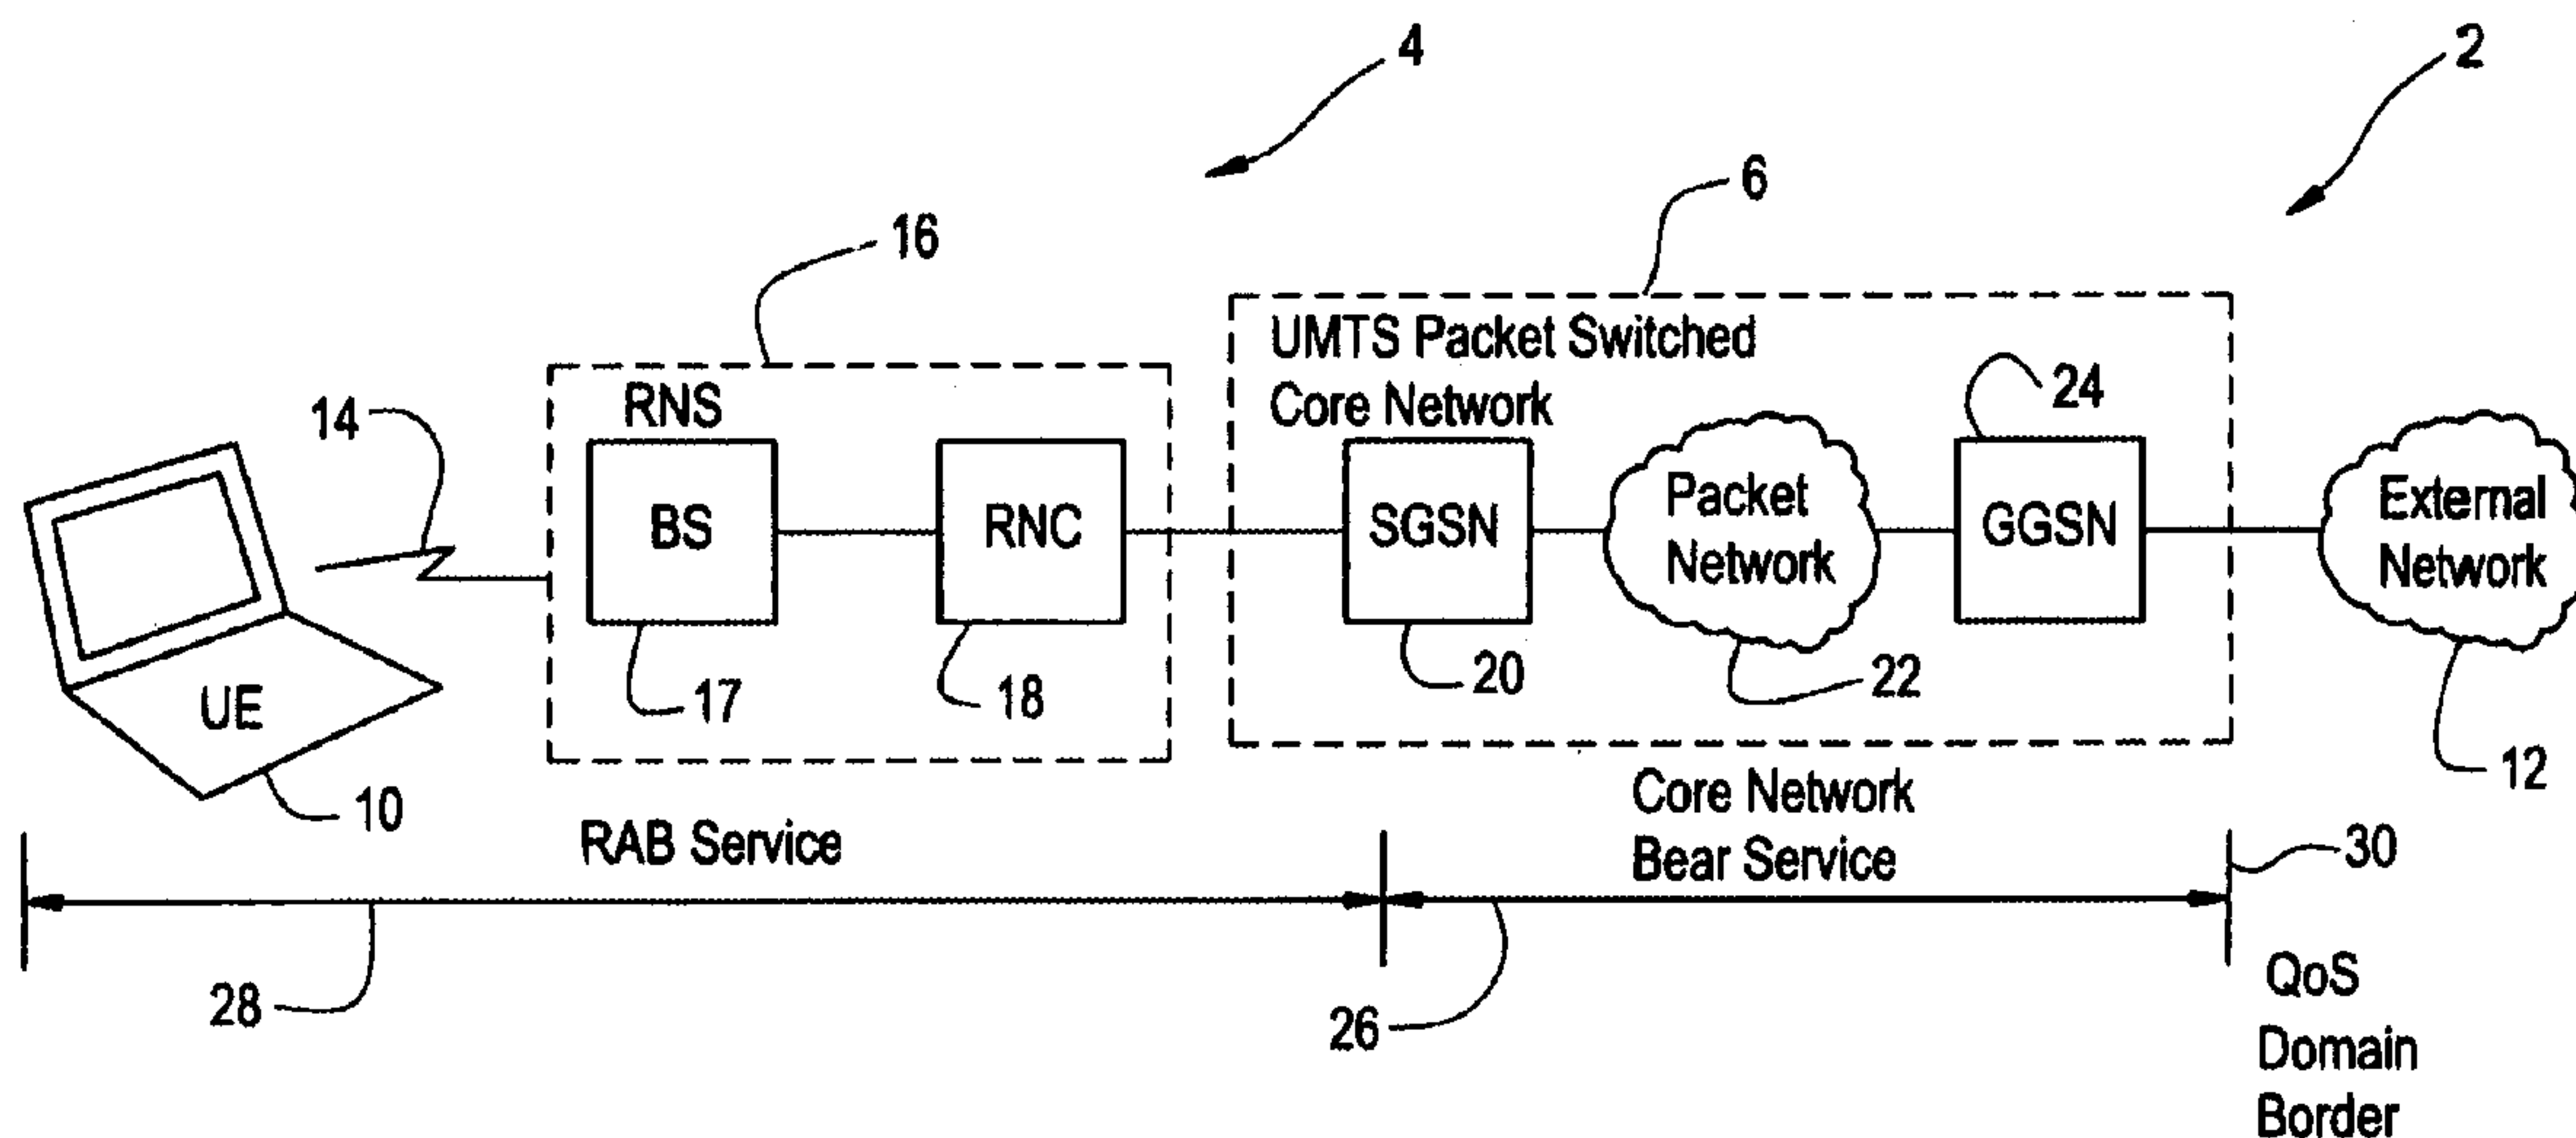 4
2
6
16
UMTS Packet Switched
Core Network
24
14
RNS
BS
RNC
SGSN
Packet
Network
GGSN
External
Network
UE
17
18
20
22
12
10
RAB Service
Core Network
Bear Service
30
28
26
QoS
Domain
Border